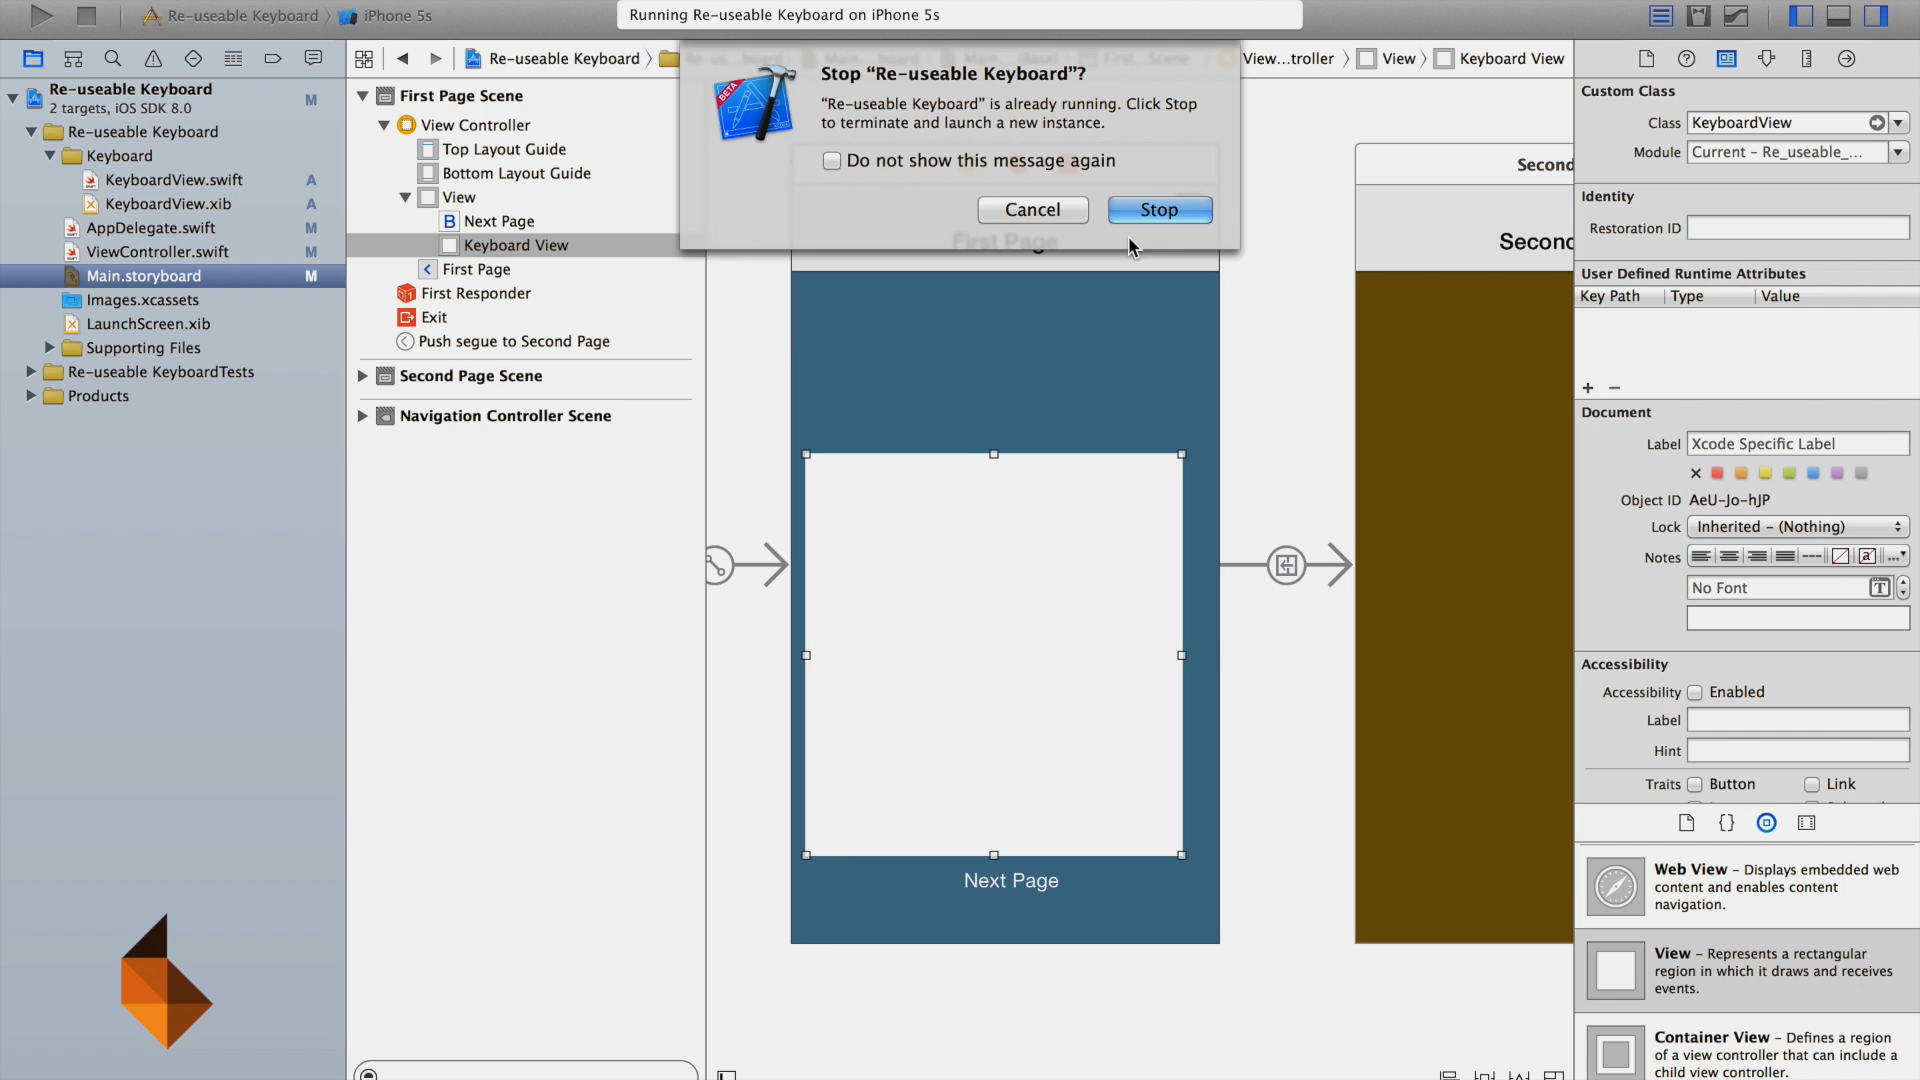 Re-useable Keyboard
iPhone 5s
Running Re-useable Keyboard on iPhone 5s
Re-useable Keyboard
View...troller
View
Keyboard View
Re-useable Keyboard
M
2 targets, iOS SDK 8.0
Re-useable Keyboard
Keyboard
KeyboardView.swift
A
KeyboardView.xib
A
AppDelegate.swift
M
ViewController.swift
M
Main.storyboard
M
Images.xcassets
LaunchScreen.xib
Supporting Files
Re-useable KeyboardTests
Products
First Page Scene
View Controller
Top Layout Guide
Bottom Layout Guide
View
B Next Page
Keyboard View
First Page
First Responder
Exit
Push segue to Second Page
Second Page Scene
Navigation Controller Scene
BETA
Stop “Re-useable Keyboard”?
“Re-useable Keyboard” is already running. Click Stop
to terminate and launch a new instance.
Do not show this message again
Cancel
Stop
First Page
Next Page
Second
Second
Custom Class
Class KeyboardView
Module Current – Re_useable_...
Identity
Restoration ID
User Defined Runtime Attributes
Key Path
Type
Value
+ −
Document
Label Xcode Specific Label
Object ID AeU-Jo-hJP
Lock Inherited – (Nothing)
Notes
No Font
T
Accessibility
Accessibility Enabled
Label
Hint
Traits Button Link
{}
Web View – Displays embedded web
content and enables content
navigation.
View – Represents a rectangular
region in which it draws and receives
events.
Container View – Defines a region
of a view controller that can include a
child view controller.